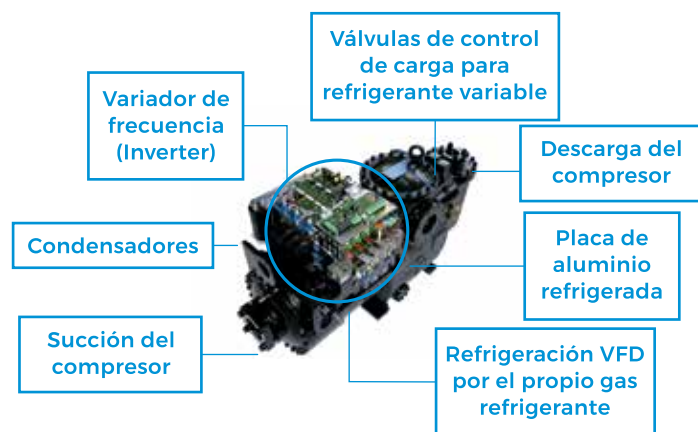 Válvulas de control
de carga para
refrigerante variable
Variador de
frecuencia
(Inverter)
Descarga del
compresor
Condensadores
Placa de
aluminio
refrigerada
Succión del
compresor
Refrigeración VFD
por el propio gas
refrigerante